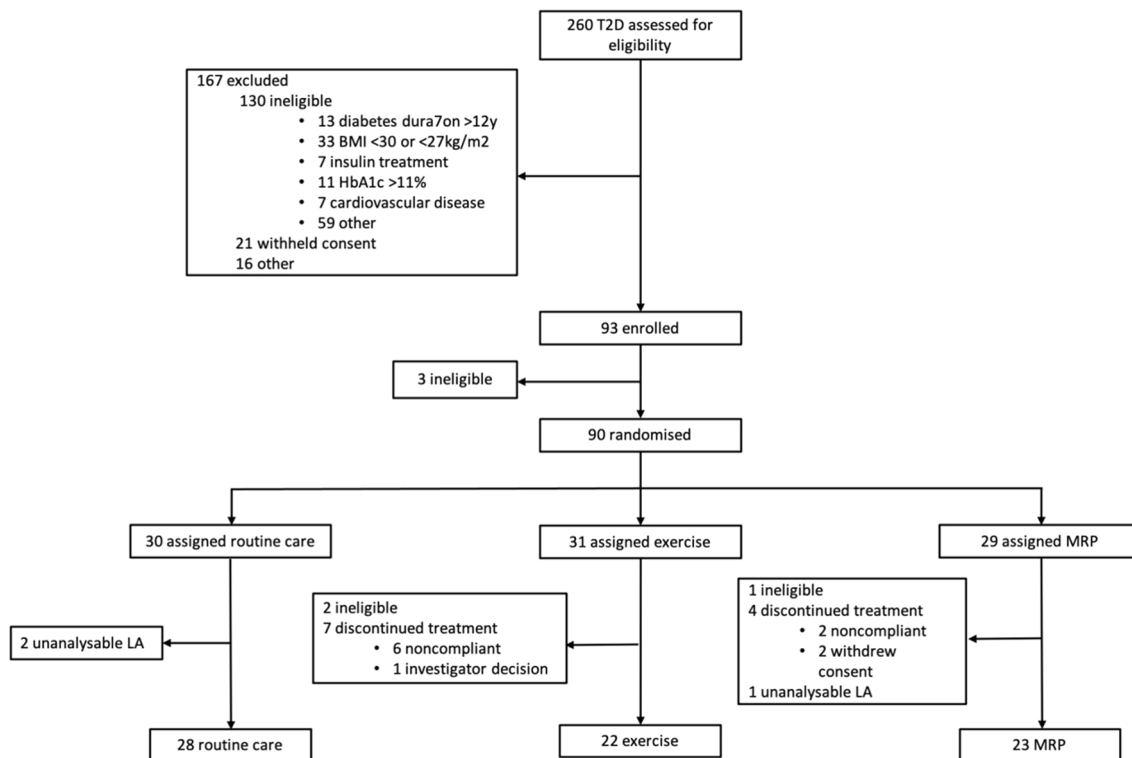 260 T2D assessed for
eligibility
167 excluded
130 ineligible
• 13 diabetes dura7on >12y
• 33 BMI <30 or <27kg/m2
• 7 insulin treatment
• 11 HbA1c >11%
• 7 cardiovascular disease
• 59 other
21 withheld consent
16 other
93 enrolled
3 ineligible
90 randomised
30 assigned routine care
31 assigned exercise
29 assigned MRP
2 unanalysable LA
2 ineligible
7 discontinued treatment
• 6 noncompliant
• 1 investigator decision
1 ineligible
4 discontinued treatment
• 2 noncompliant
• 2 withdrew
consent
1 unanalysable LA
28 routine care
22 exercise
23 MRP